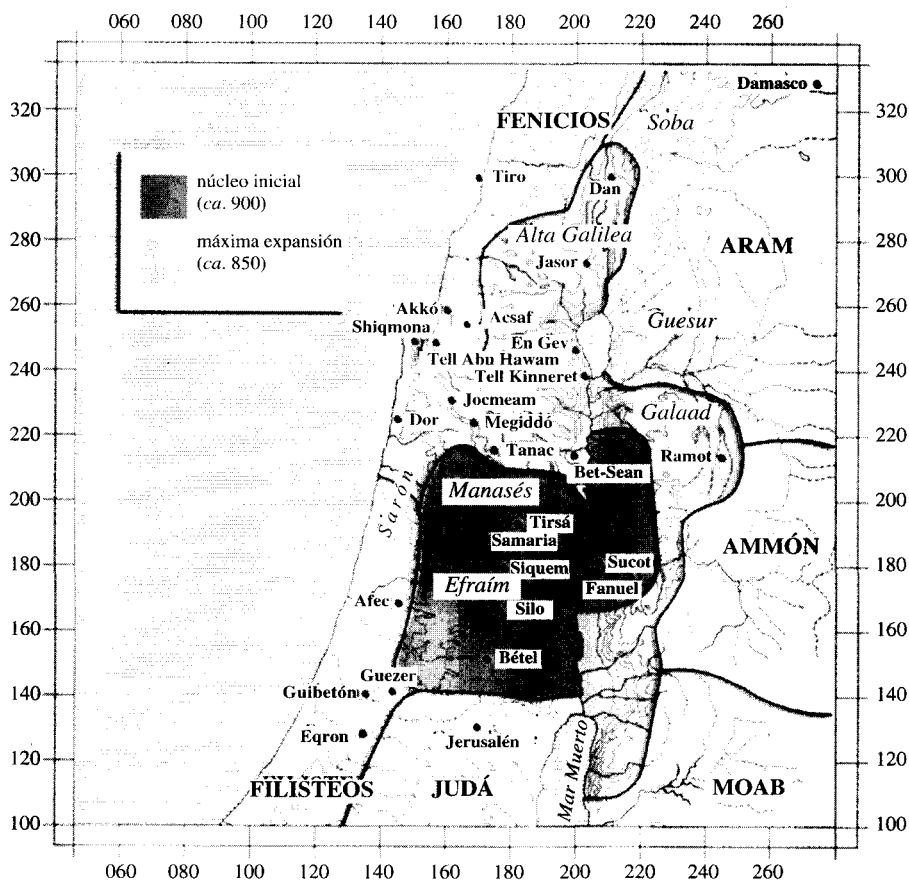 060 080 100 120 140 160 180 200 220 240 260
320
300
280
260
240
220
200
180
160
140
120
100
320
300
280
260
240
220
200
180
160
140
120
100
núcleo inicial
(ca. 900)
máxima expansión
(ca. 850)
Damasco
FENICIOS
Soba
Tiro
Dan
Alta Galilea
ARAM
Jasor
Akkó
Acsaf
Shiqmona
Guesur
En Gev
Tell Abu Hawam
Tell Kinneret
Jocmeam
Galaad
Dor
Megiddó
Tanac
Ramot
Bet-Sean
Manasés
Sarón
Tirsá
Samaria
AMMÓN
Siquem
Sucot
Efraím
Fanuel
Afec
Silo
Bétel
Guezer
Guibetón
Eqron
Jerusalén
Mar Muerto
FILISTEOS
JUDÁ
MOAB
060 080 100 120 140 160 180 200 220 240 260